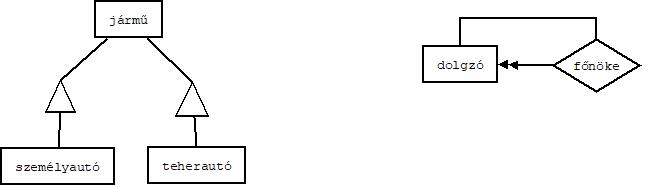 jármű
dolgzó
főnöke
személyautó
teherautó